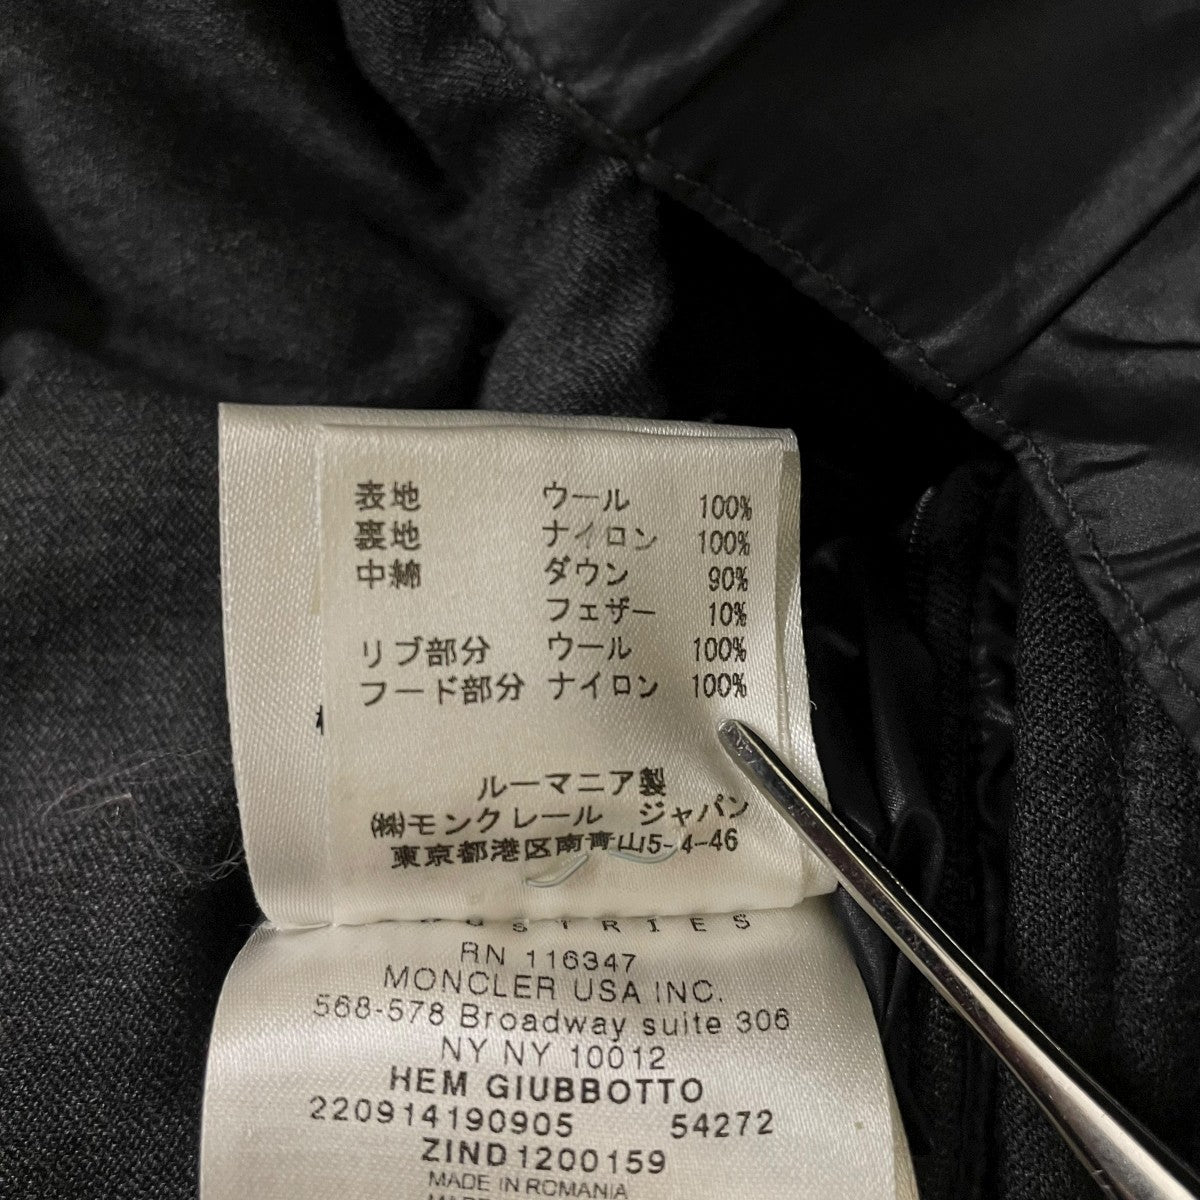 表地 ウール 100%
裏地 ナイロン 100%
中綿 ダウン 90%
フェザー 10%
リブ部分 ウール 100%
フード部分 ナイロン 100%
ルーマニア製
㈱モンクレール ジャパン
東京都港区南青山5-4-46
RN 116347
MONCLER USA INC.
568-578 Broadway suite 306
NY NY 10012
HEM GIUBBOTTO
220914190905 54272
ZIND1200159
MADE IN ROMANIA